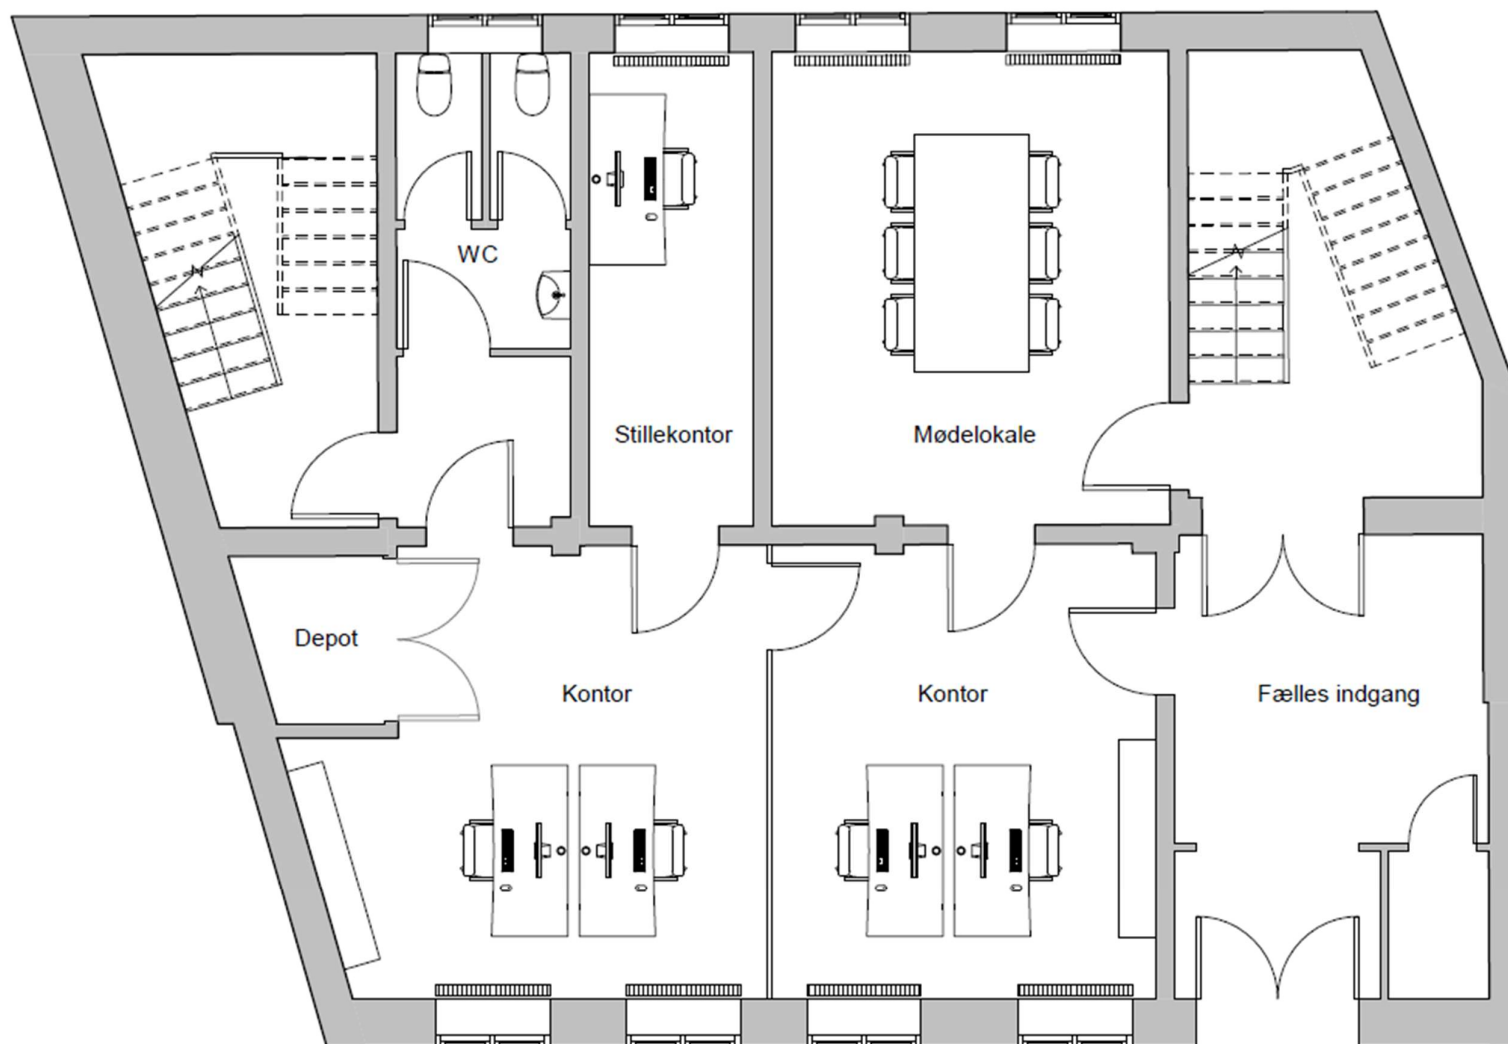 WC
Stillekontor
Mødelokale
Depot
Kontor
Kontor
Fælles indgang